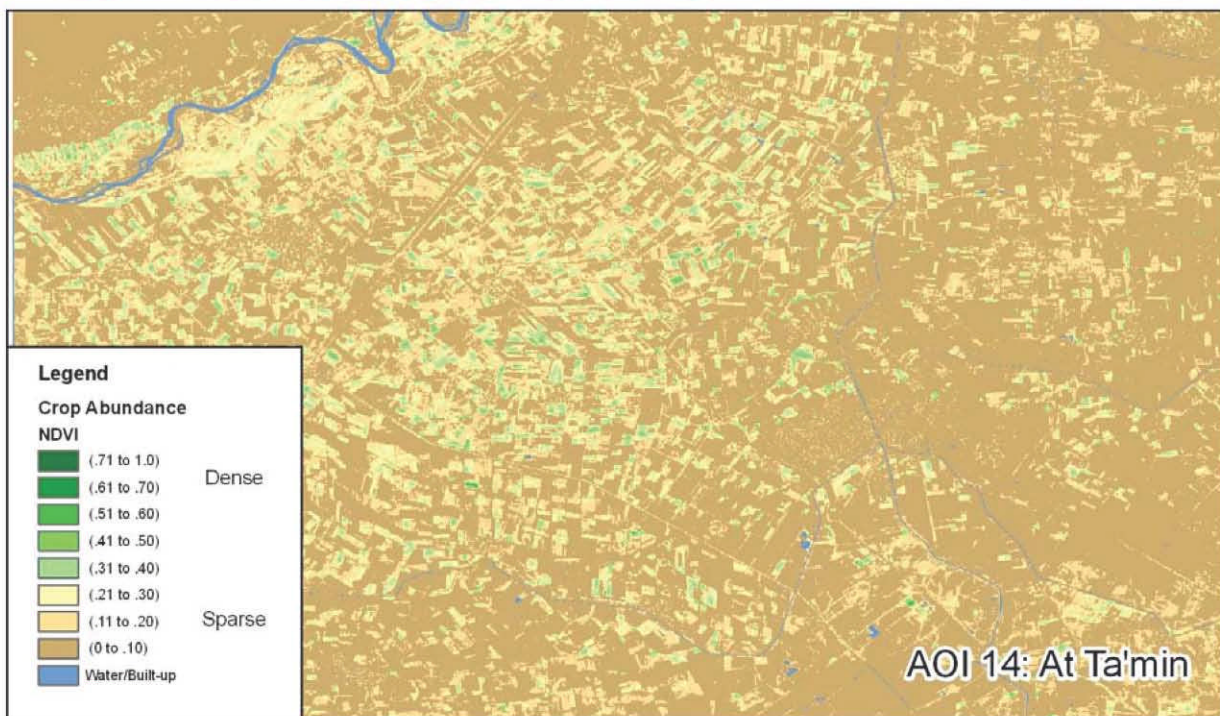 Legend
Crop Abundance
NDVI
(.71 to 1.0)
(.61 to .70)
Dense
(.51 to .60)
(.41 to .50)
(.31 to .40)
(.21 to .30)
(.11 to .20)
Sparse
(0 to .10)
Water/Built-up
AOI 14: At Ta'min